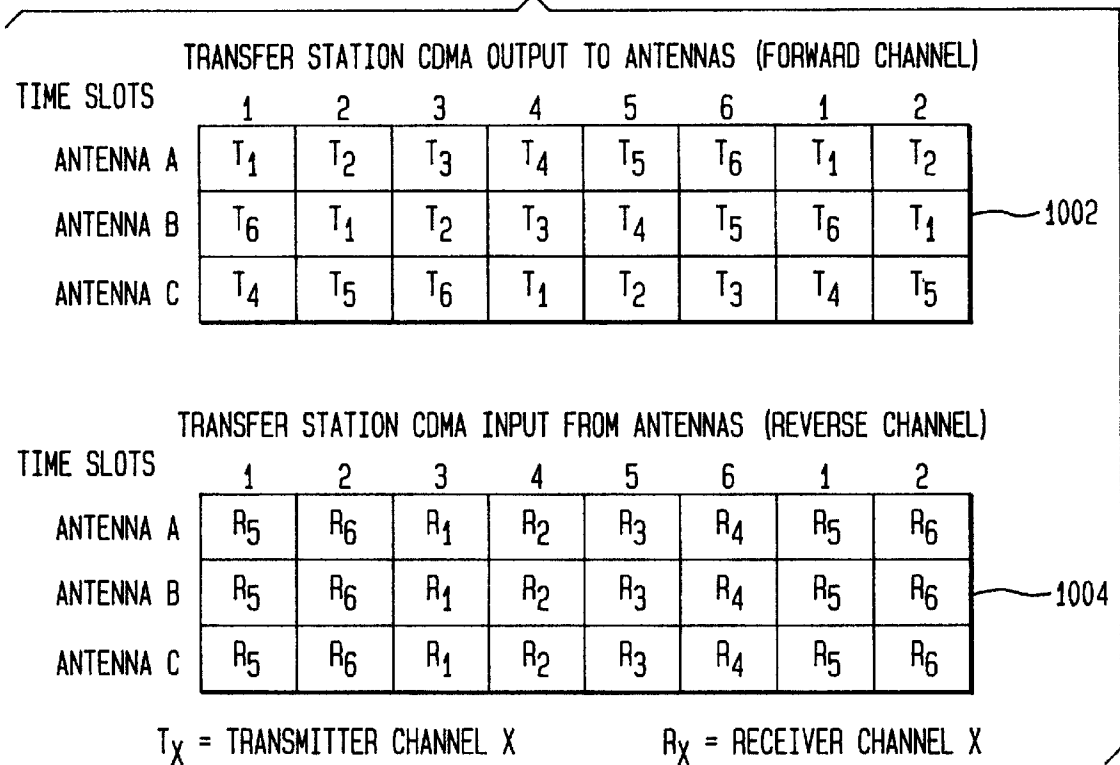 TRANSFER STATION CDMA OUTPUT TO ANTENNAS (FORWARD CHANNEL)
TIME SLOTS 1 2 3 4 5 6 1 2
ANTENNA A T1 T2 T3 T4 T5 T6 T1 T2
ANTENNA B T6 T1 T2 T3 T4 T5 T6 T1
ANTENNA C T4 T5 T6 T1 T2 T3 T4 T5
1002
TRANSFER STATION CDMA INPUT FROM ANTENNAS (REVERSE CHANNEL)
TIME SLOTS 1 2 3 4 5 6 1 2
ANTENNA A R5 R6 R1 R2 R3 R4 R5 R6
ANTENNA B R5 R6 R1 R2 R3 R4 R5 R6
ANTENNA C R5 R6 R1 R2 R3 R4 R5 R6
1004
TX = TRANSMITTER CHANNEL X RX = RECEIVER CHANNEL X